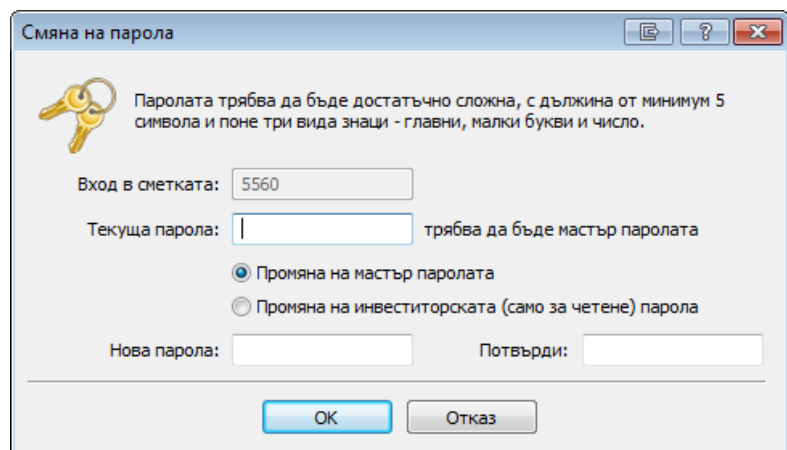 Смяна на парола
Паролата трябва да бъде достатъчно сложна, с дължина от минимум 5
символа и поне три вида знаци - главни, малки букви и число.
Вход в сметката: 5560
Текуща парола: трябва да бъде мастър паролата
Промяна на мастър паролата
Промяна на инвеститорската (само за четене) парола
Нова парола: Потвърди:
OK Отказ